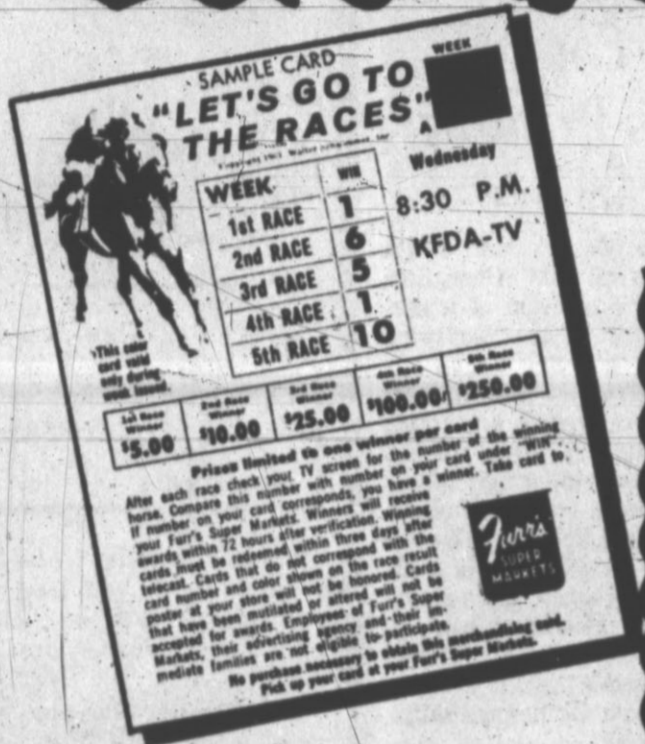 SAMPLE CARD
"LET'S GO TO
THE RACES"
WEEK
A
WEEK WIN
1st RACE 1
2nd RACE 6
3rd RACE 5
4th RACE 1
5th RACE 10
Wednesday
8:30 P.M.
KFDA-TV
This color
card valid
only during
week issued.
1st Race
Winner
$5.00
2nd Race
Winner
$10.00
3rd Race
Winner
$25.00
4th Race
Winner
$100.00
5th Race
Winner
$250.00
Prizes limited to one winner per card
After each race check your TV screen for the number of the winning
horse. Compare this number with number on your card under "WIN"
If number on your card corresponds, you have a winner. Take card to
your Furr's Super Markets. Winners will receive
awards within 72 hours after verification. Winning
cards must be redeemed within three days after
telecast. Cards that do not correspond with the
card number and color shown on the race result
poster at your store will not be honored. Cards
that have been mutilated or altered will not be
accepted for awards. Employees of Furr's Super
Markets, their advertising agency and their im-
mediate families are not eligible to participate.
Furr's
SUPER
MARKETS
No purchase necessary to obtain this merchandising card.
Pick up your card at your Furr's Super Markets.